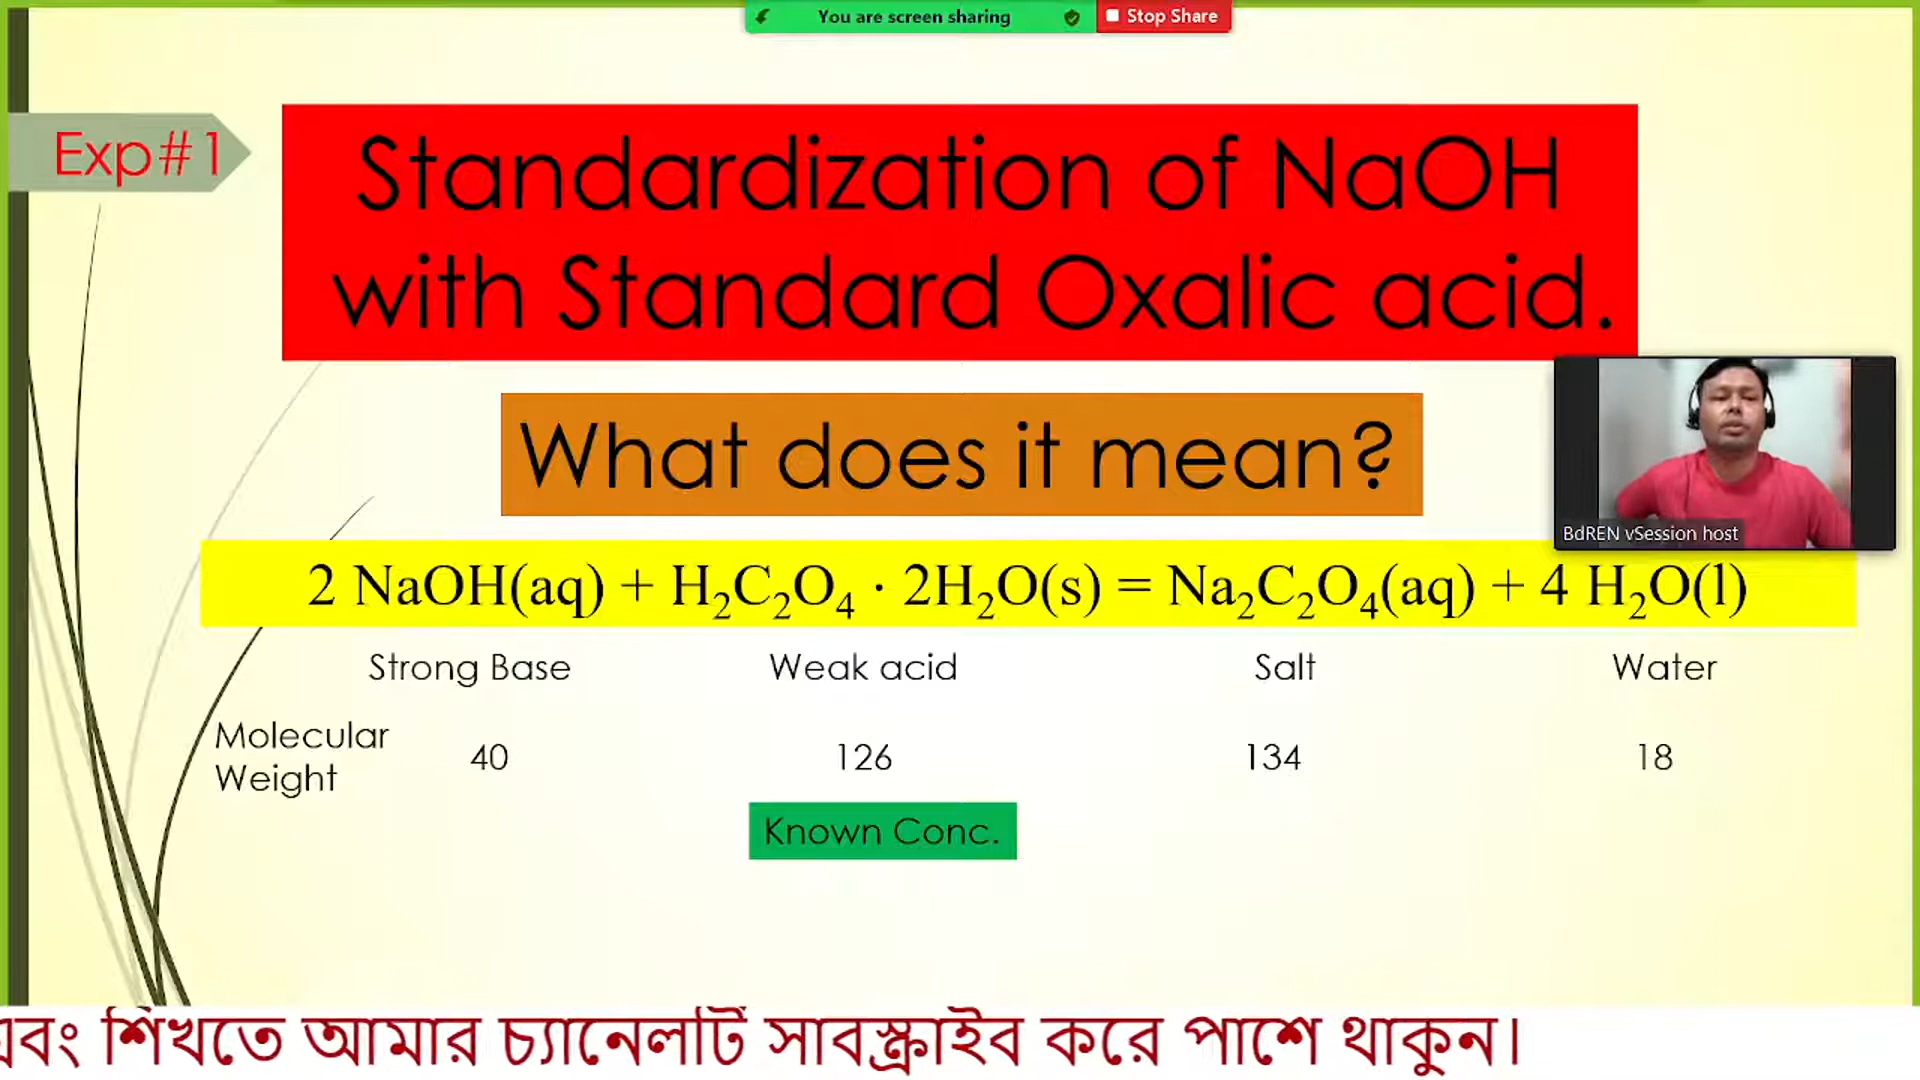 You are screen sharing
Stop Share
Exp#1
Standardization of NaOH
with Standard Oxalic acid.
What does it mean?
BdREN vSession host
2 NaOH(aq) + H₂C₂O₄ · 2H₂O(s) = Na₂C₂O₄(aq) + 4 H₂O(l)
Strong Base Weak acid Salt Water
Molecular
Weight
40 126 134 18
Known Conc.
এবং শিখতে আমার চ্যানেলটি সাবস্ক্রাইব করে পাশে থাকুন।